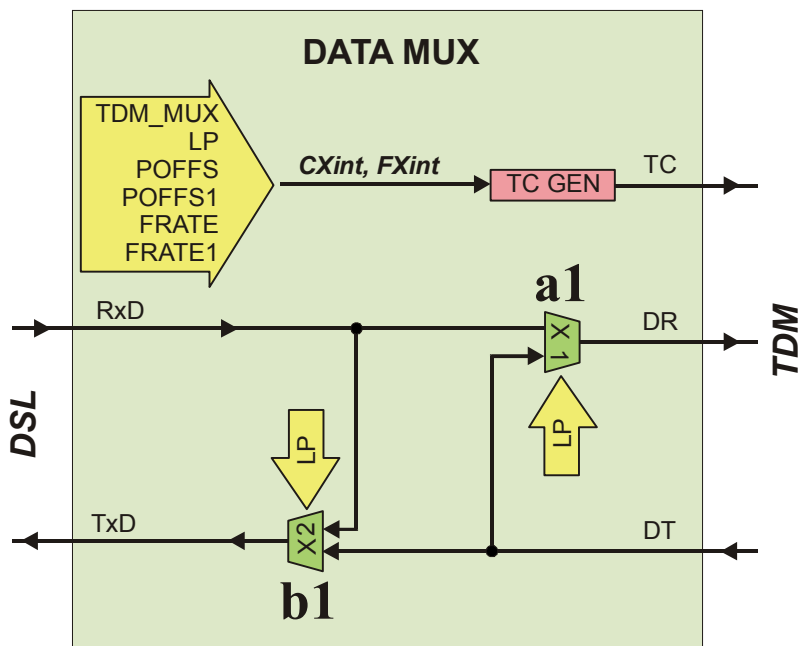 DATA MUX
TDM_MUX
LP
POFFS
POFFS1
FRATE
FRATE1
CXint, FXint
TC GEN
TC
RxD
a1
X 1
DR
TDM
DSL
LP
LP
TxD
X2
DT
b1